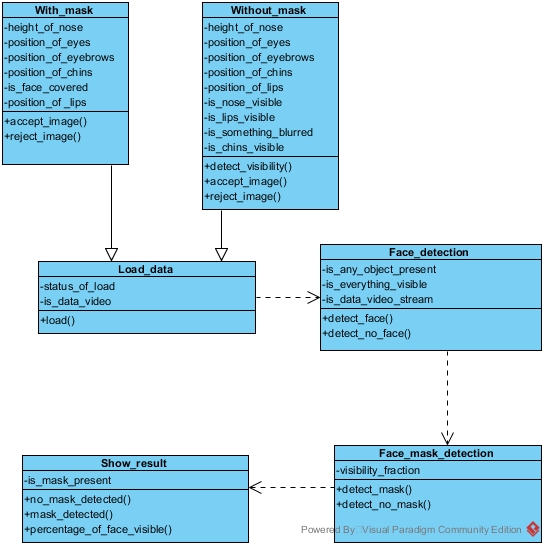 With_mask
-height_of_nose
-position_of_eyes
-position_of_eyebrows
-position_of_chins
-is_face_covered
-position_of _lips
+accept_image()
+reject_image()
Without_mask
-height_of_nose
-position_of_eyes
-position_of_eyebrows
-position_of_chins
-position_of_lips
-is_nose_visible
-is_lips_visible
-is_something_blurred
-is_chins_visible
+detect_visibility()
+accept_image()
+reject_image()
Load_data
-status_of_load
-is_data_video
+load()
Face_detection
-is_any_object_present
-is_everything_visible
-is_data_video_stream
+detect_face()
+detect_no_face()
Face_mask_detection
-visibility_fraction
+detect_mask()
+detect_no_mask()
Show_result
-is_mask_present
+no_mask_detected()
+mask_detected()
+percentage_of_face_visible()
Powered By Visual Paradigm Community Edition